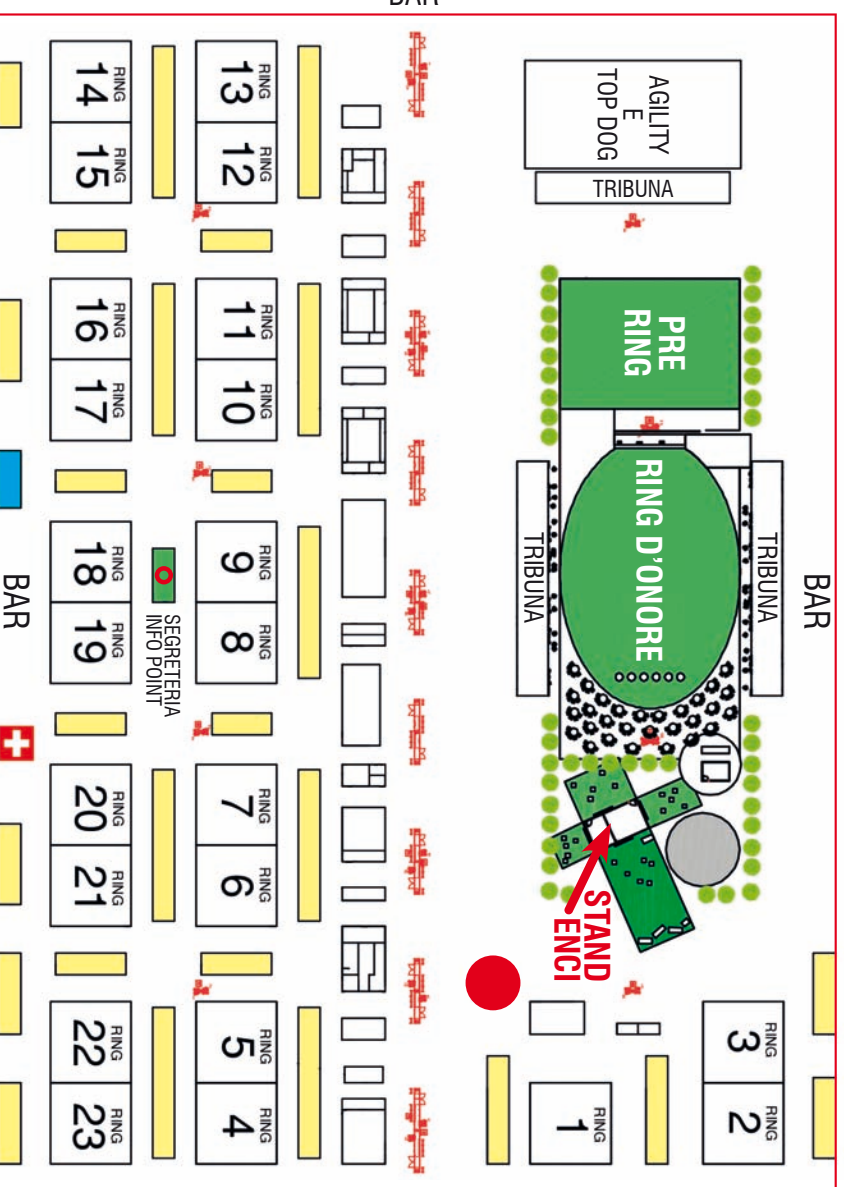 BAR
RING
14
RING
15
RING
13
RING
12
AGILITY
E
TOP DOG
TRIBUNA
RING
16
RING
17
RING
11
RING
10
PRE
RING
RING D'ONORE
TRIBUNA
TRIBUNA
BAR
BAR
RING
18
RING
19
SEGRETERIA
INFO POINT
RING
9
RING
8
RING
20
RING
21
RING
7
RING
6
STAND
ENCI
RING
22
RING
23
RING
5
RING
4
RING
3
RING
2
RING
1